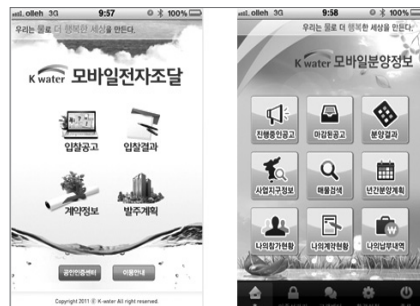 olleh 3G 9:57 100%
우리는 물로 더 행복한 세상을 만든다.
K water 모바일전자조달
입찰공고 입찰결과
계약정보 발주계획
공인인증센터 이용안내
Copyright 2011 ⓒ K-water All right reserved.
olleh 3G 9:58 100%
우리는 물로 더 행복한 세상을 만든다.
K water 모바일분양정보
진행중인공고 마감된공고 분양결과
사업지구정보 매물검색 년간분양계획
나의참가현황 나의계약현황 나의납부내역